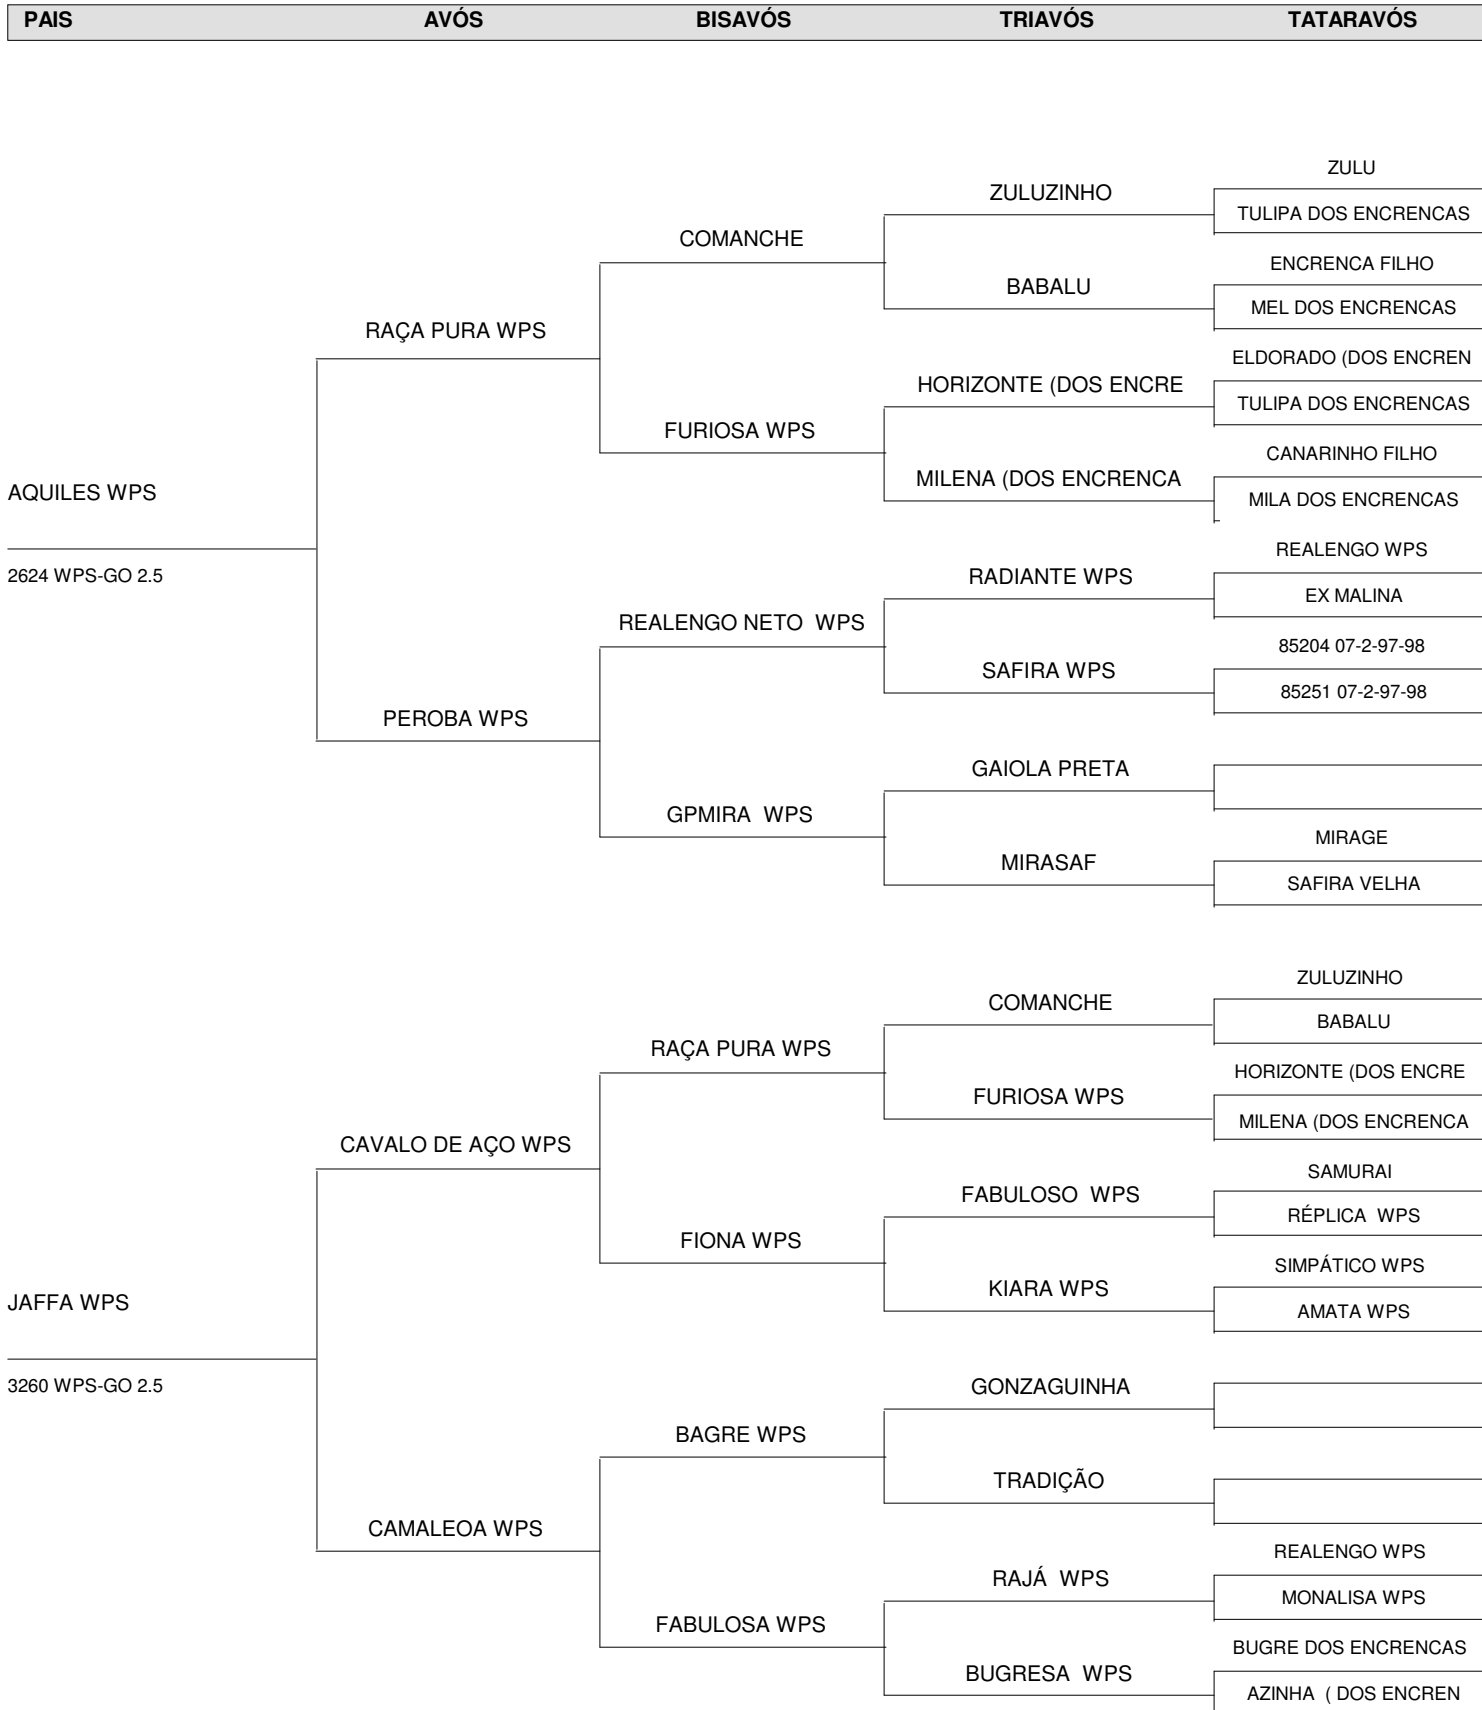 PAIS AVÓS BISAVÓS TRIAVÓS TATARAVÓS
ZULU
ZULUZINHO
TULIPA DOS ENCRENCAS
COMANCHE
ENCRENCA FILHO
BABALU
MEL DOS ENCRENCAS
RAÇA PURA WPS
ELDORADO (DOS ENCREN
HORIZONTE (DOS ENCRE
TULIPA DOS ENCRENCAS
FURIOSA WPS
CANARINHO FILHO
MILENA (DOS ENCRENCA
MILA DOS ENCRENCAS
AQUILES WPS
2624 WPS-GO 2.5
REALENGO WPS
RADIANTE WPS
EX MALINA
REALENGO NETO WPS
85204 07-2-97-98
SAFIRA WPS
85251 07-2-97-98
PEROBA WPS
GAIOLA PRETA
GPMIRA WPS
MIRAGE
MIRASAF
SAFIRA VELHA
ZULUZINHO
COMANCHE
BABALU
RAÇA PURA WPS
HORIZONTE (DOS ENCRE
FURIOSA WPS
MILENA (DOS ENCRENCA
CAVALO DE AÇO WPS
SAMURAI
FABULOSO WPS
RÉPLICA WPS
FIONA WPS
SIMPÁTICO WPS
KIARA WPS
AMATA WPS
JAFFA WPS
3260 WPS-GO 2.5
GONZAGUINHA
BAGRE WPS
TRADIÇÃO
CAMALEOA WPS
REALENGO WPS
RAJÁ WPS
MONALISA WPS
FABULOSA WPS
BUGRE DOS ENCRENCAS
BUGRESA WPS
AZINHA ( DOS ENCREN